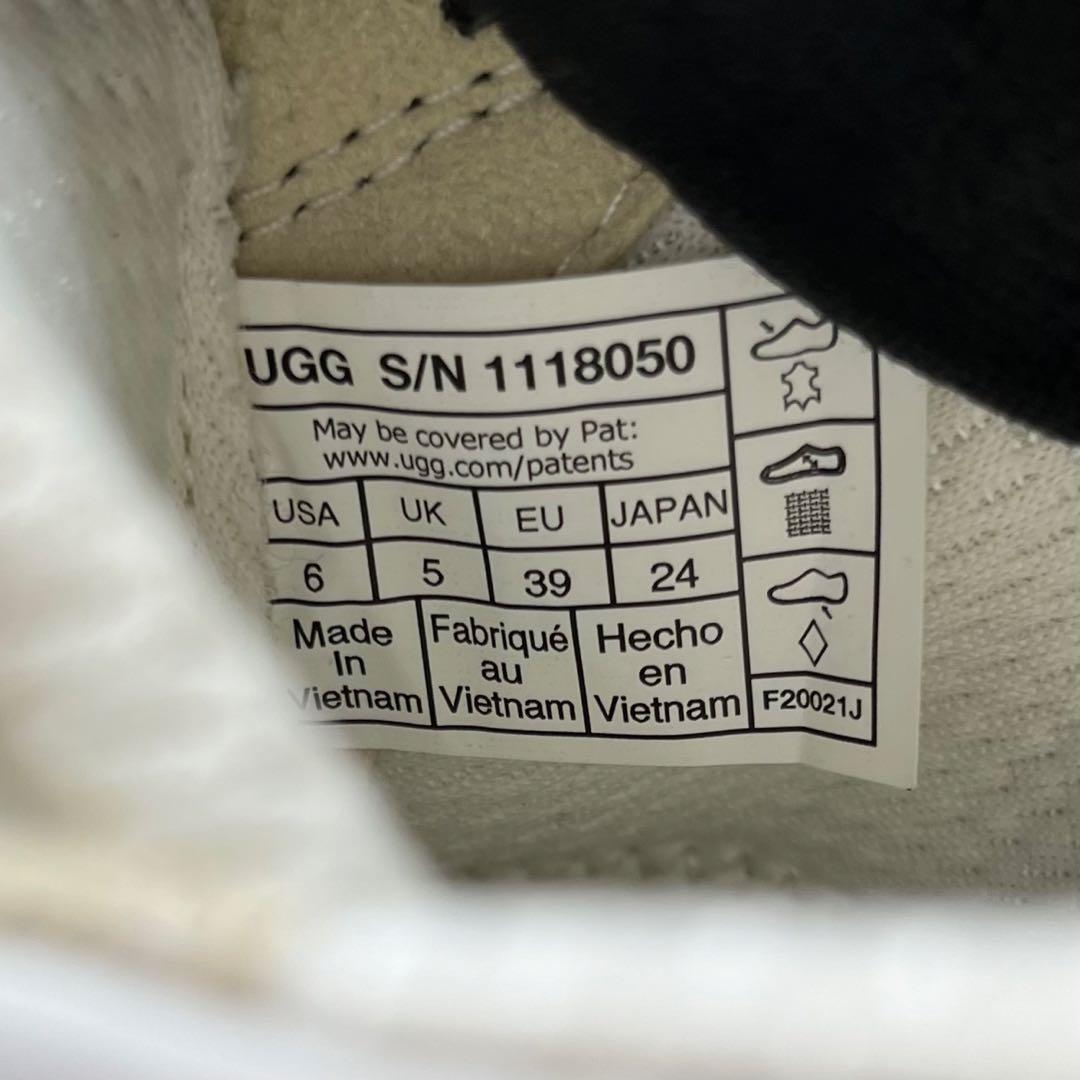 UGG S/N 1118050
May be covered by Pat:
www.ugg.com/patents
USA UK EU JAPAN
6 5 39 24
Made
In
Vietnam
Fabriqué
au
Vietnam
Hecho
en
Vietnam
F20021J